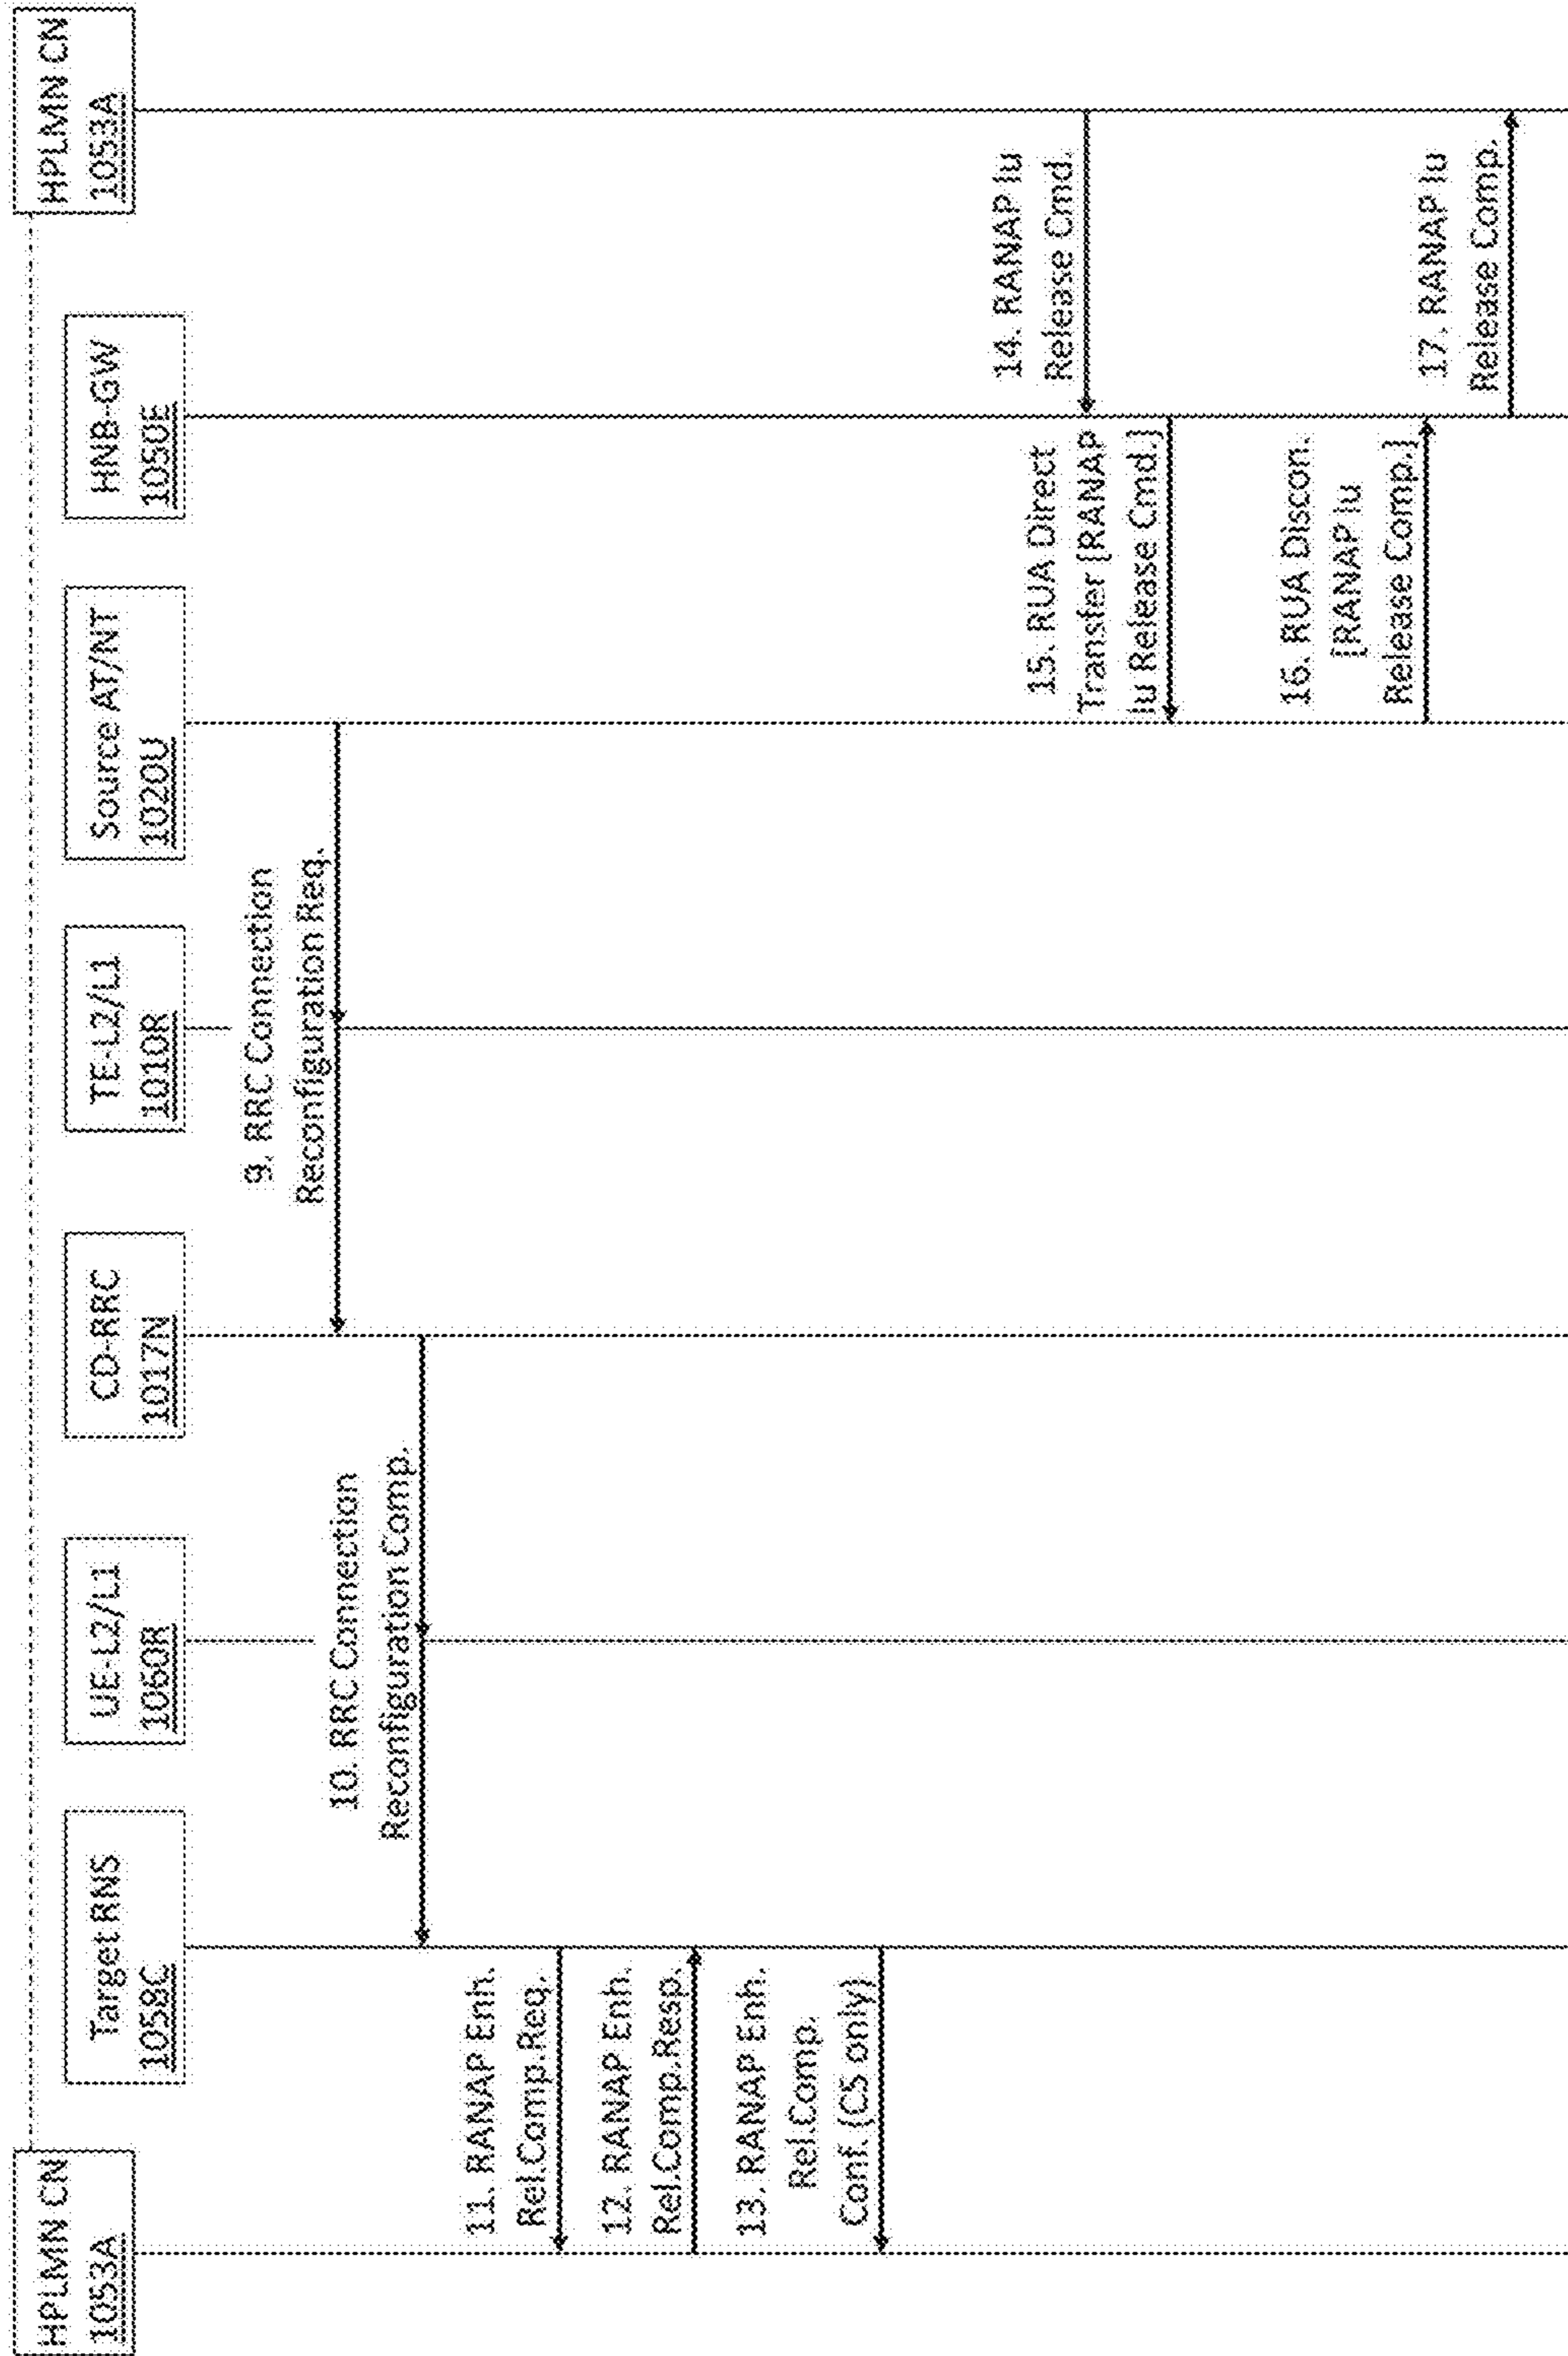 HPLMN CN
1053A
Target RNS
1058C
UE-L2/L1
1060R
CD-RRC
1017N
TE-L2/L1
1010R
Source AT/NT
1020U
HNB-GW
1050E
HPLMN CN
1053A
9. RRC Connection
Reconfiguration Req.
10. RRC Connection
Reconfiguration Comp.
11. RANAP Enh.
Rel.Comp.Req.
12. RANAP Enh.
Rel.Comp.Resp.
13. RANAP Enh.
Rel.Comp.
Conf. (CS only)
14. RANAP Iu
Release Cmd.
15. RUA Direct
Transfer [RANAP
Iu Release Cmd.]
16. RUA Discon.
[RANAP Iu
Release Comp.]
17. RANAP Iu
Release Comp.